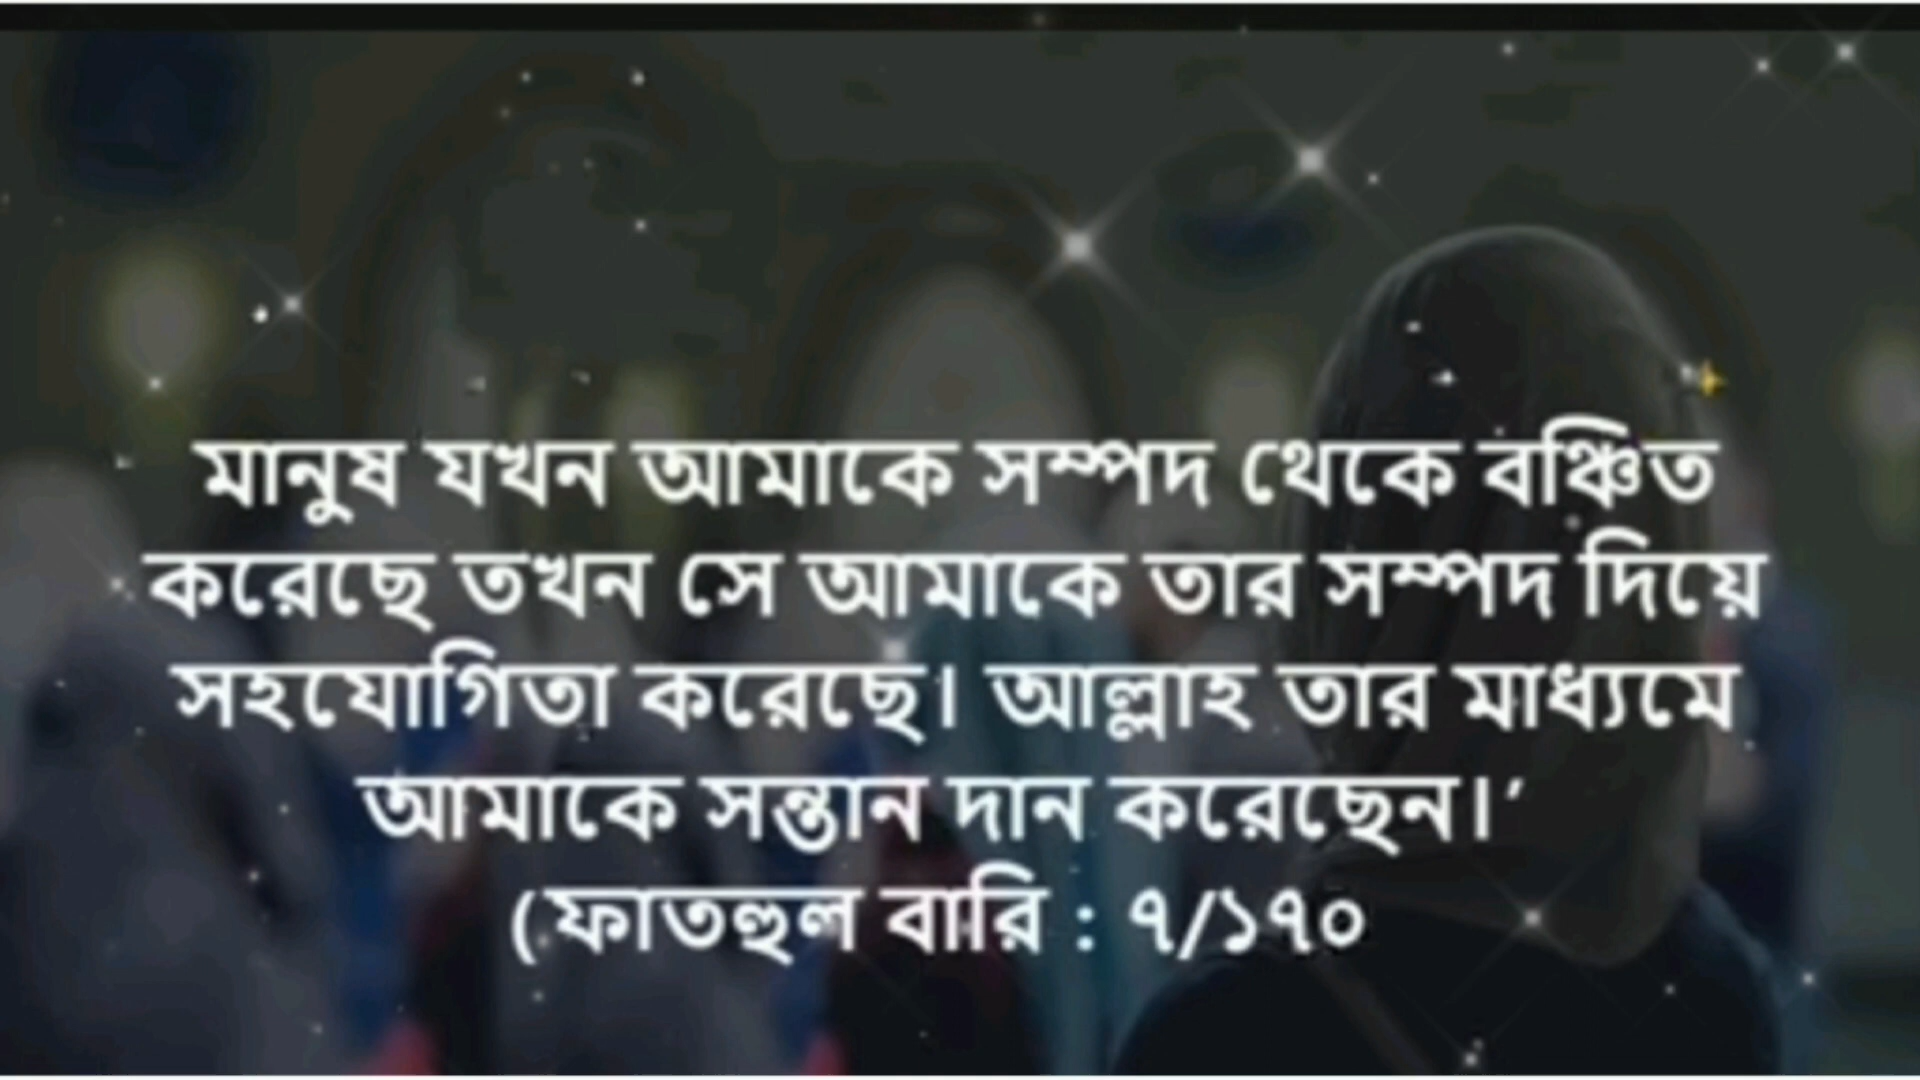 মানুষ যখন আমাকে সম্পদ থেকে বঞ্চিত
করেছে তখন সে আমাকে তার সম্পদ দিয়ে
সহযোগিতা করেছে। আল্লাহ তার মাধ্যমে
আমাকে সন্তান দান করেছেন।’
(ফাতহুল বারি : ৭/১৭০